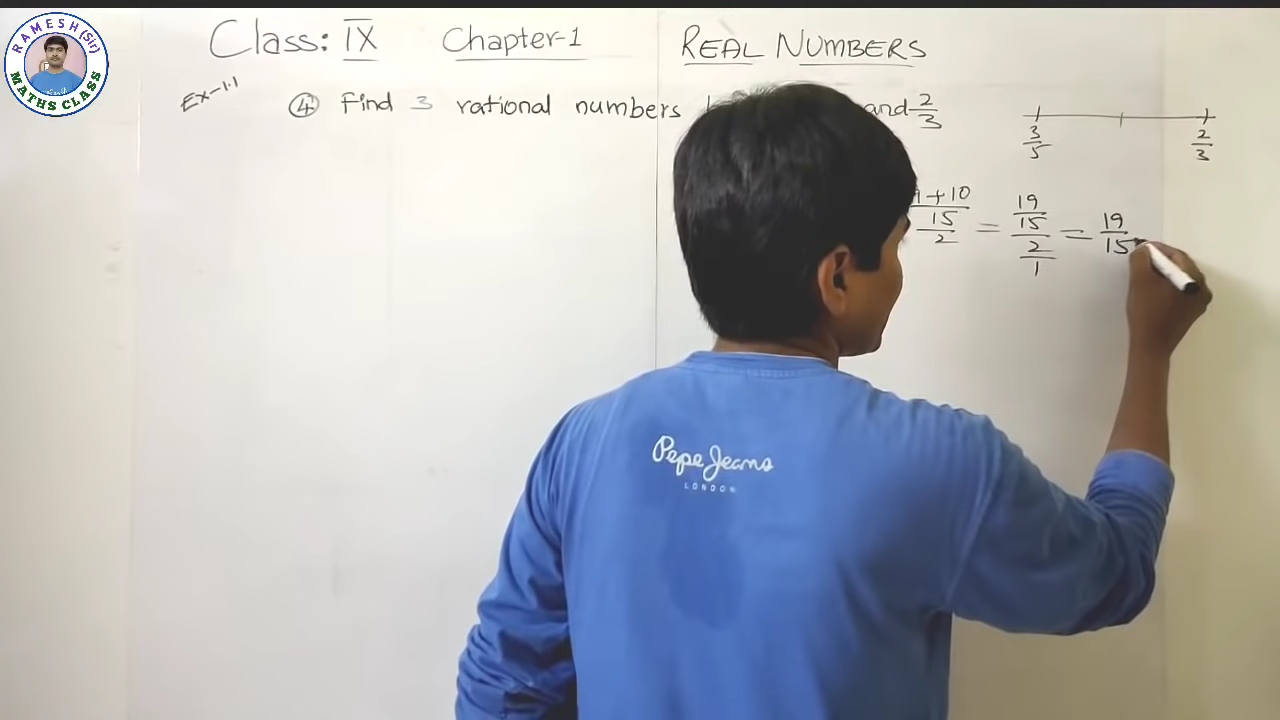 RAMESH (Sir)
MATHS CLASS
Class: IX Chapter-1 REAL NUMBERS
Ex-1.1
④ Find 3 rational numbers and 2/3
3/5 2/3
9+10/15/2 = 19/15/2/1 = 19/15
Pepe Jeans
LONDON